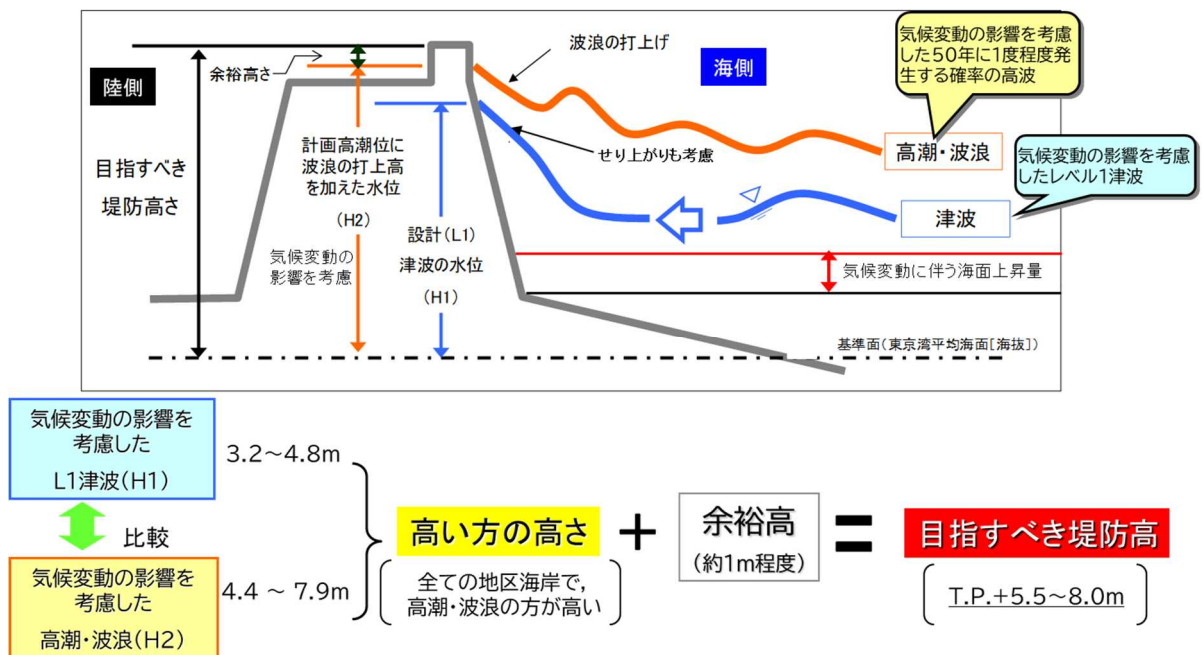 波浪の打上げ
海側
気候変動の影響を考慮
した50年に1度程度発
生する確率の高波
余裕高さ
陸側
目指すべき
堤防高さ
計画高潮位に
波浪の打上高
を加えた水位
(H2)
気候変動の
影響を考慮
設計(L1)
津波の水位
(H1)
せり上がりも考慮
高潮・波浪
気候変動の影響を考慮
したレベル1津波
津波
気候変動に伴う海面上昇量
基準面(東京湾平均海面[海抜])
気候変動の影響を
考慮した
L1津波(H1)
3.2～4.8m
比較
気候変動の影響を
考慮した
高潮・波浪(H2)
4.4 ～ 7.9m
高い方の高さ
全ての地区海岸で,
高潮・波浪の方が高い
+
余裕高
(約1m程度)
=
目指すべき堤防高
T.P.+5.5～8.0m